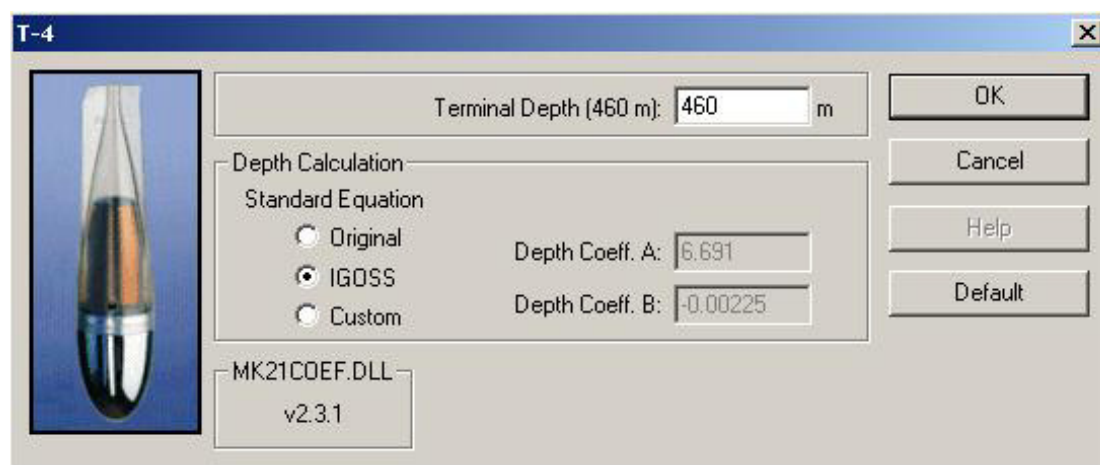 T-4
Terminal Depth (460 m): 460 m
OK
Depth Calculation
Cancel
Standard Equation
Original
IGOSS
Custom
Depth Coeff. A: 6.691
Depth Coeff. B: -0.00225
Help
Default
MK21COEF.DLL
v2.3.1